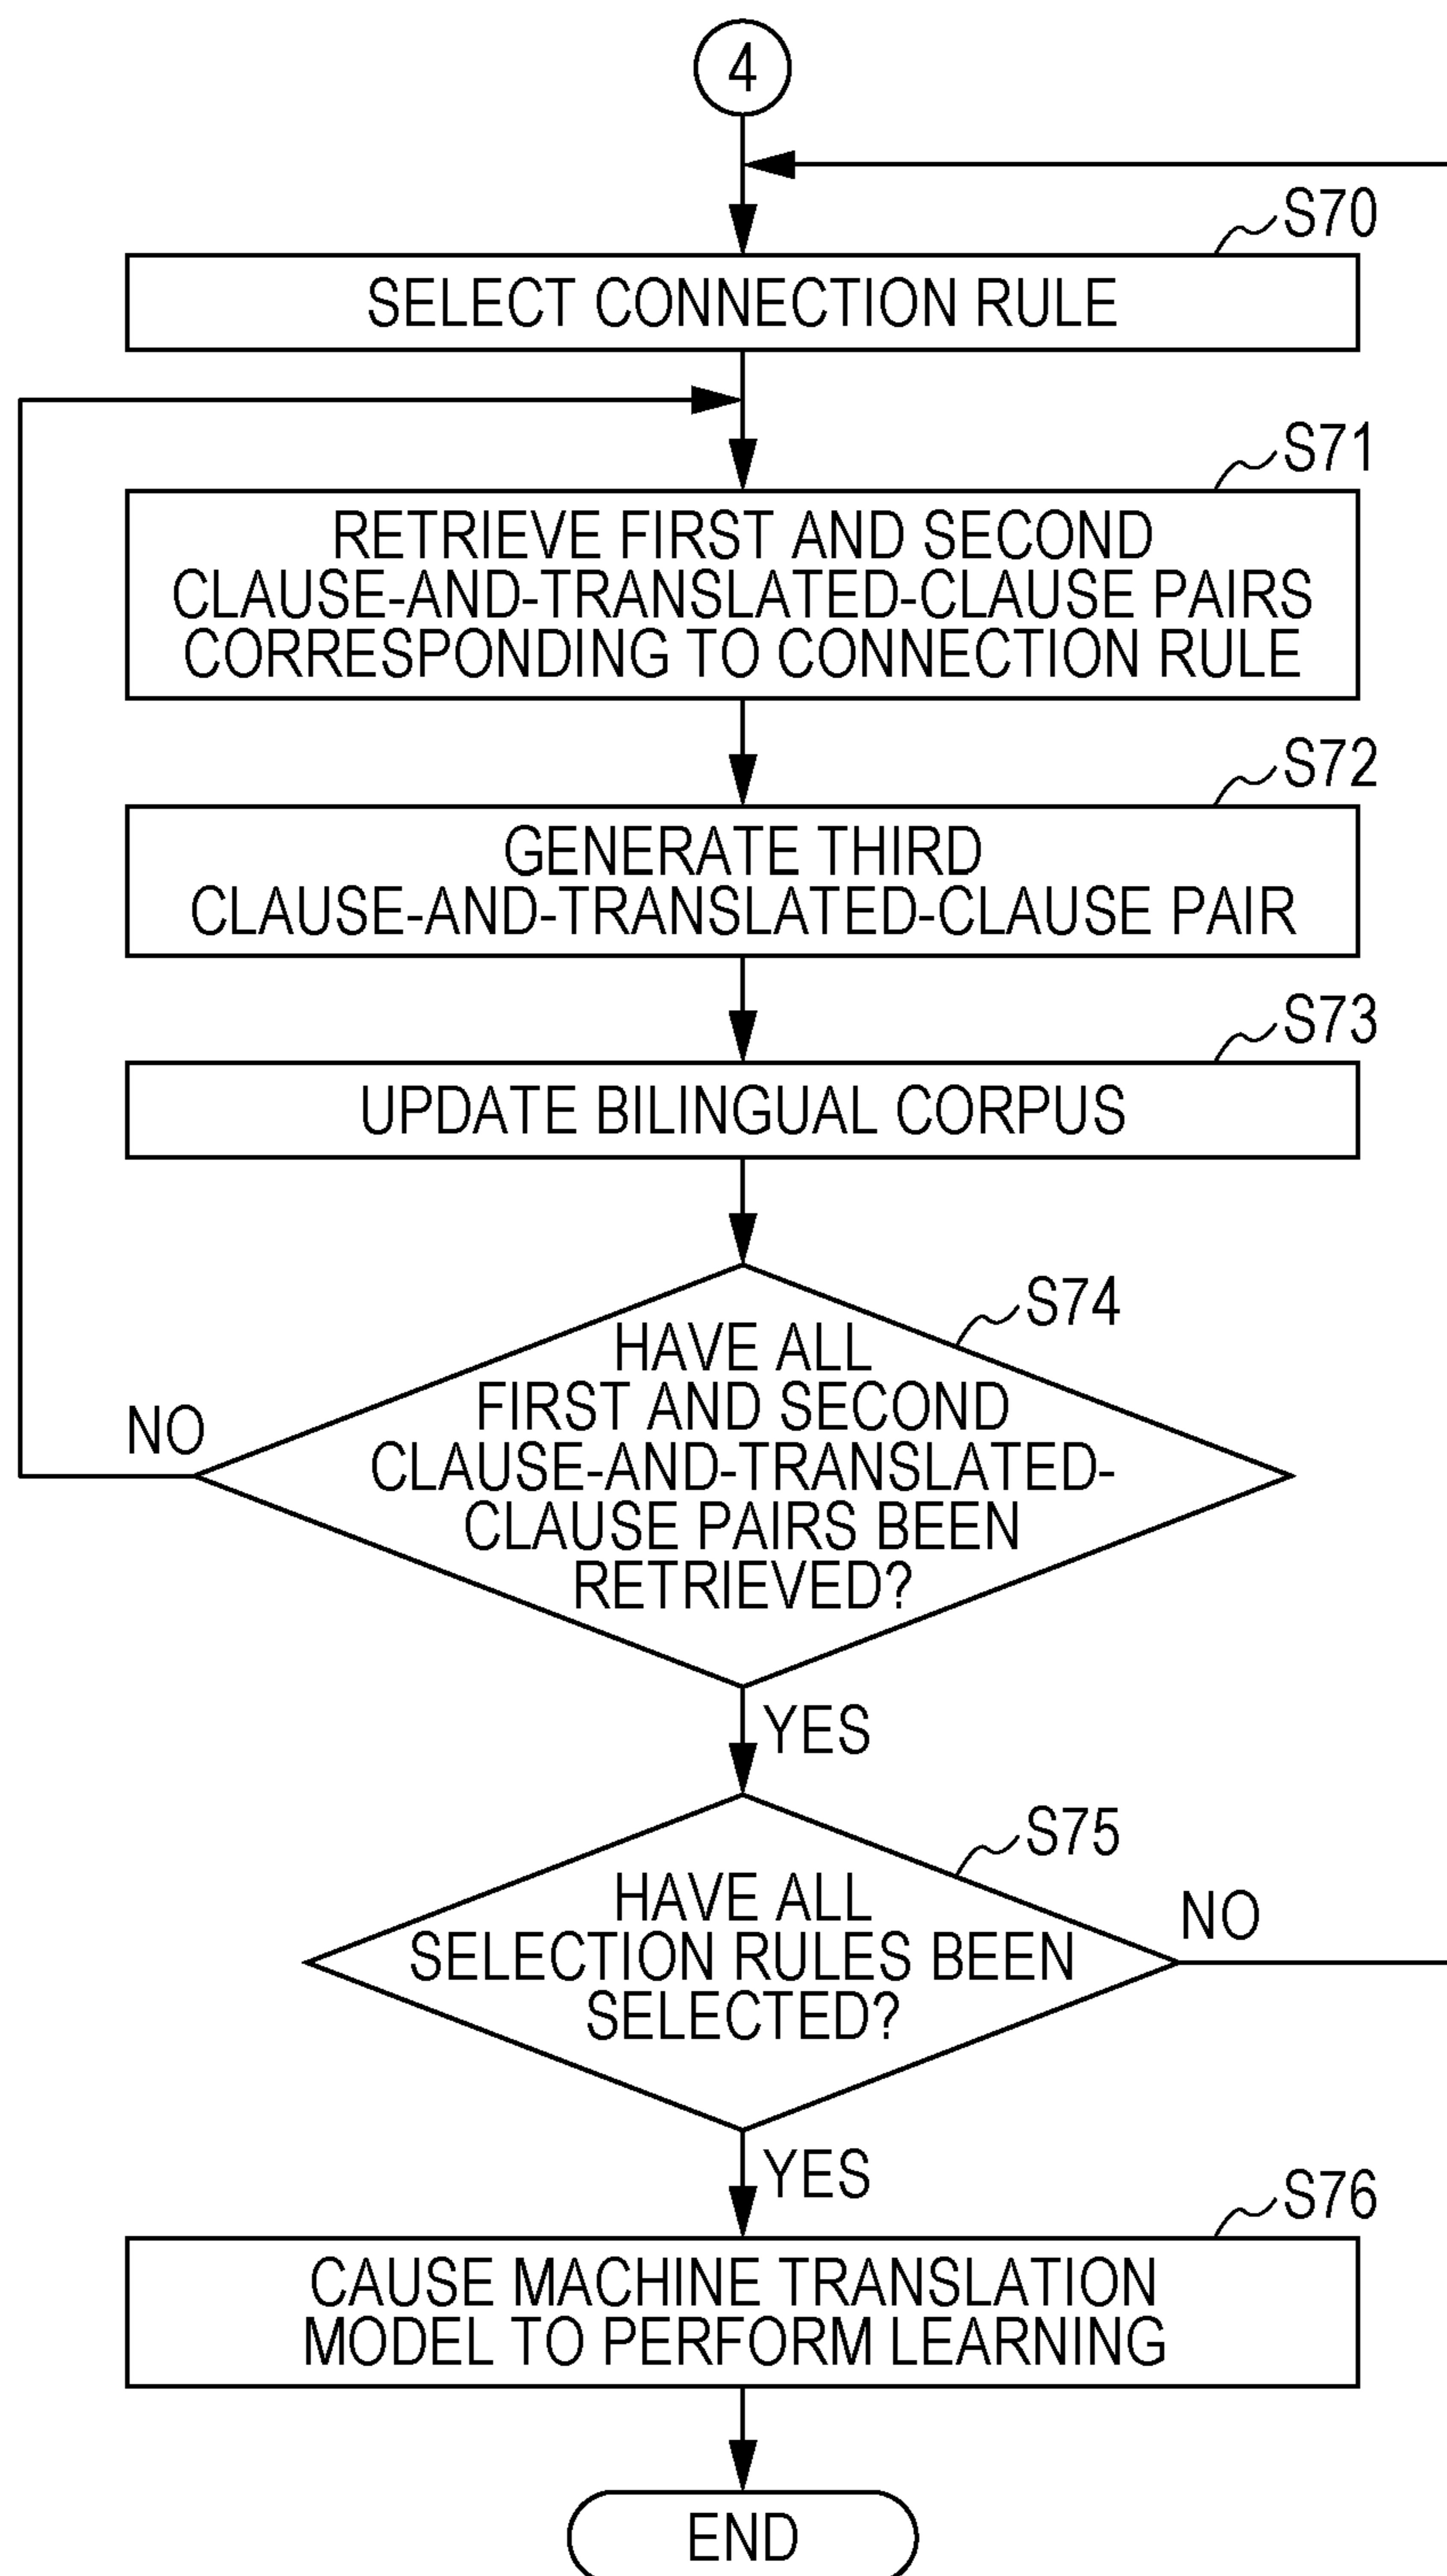 4
S70
SELECT CONNECTION RULE
S71
RETRIEVE FIRST AND SECOND
CLAUSE-AND-TRANSLATED-CLAUSE PAIRS
CORRESPONDING TO CONNECTION RULE
S72
GENERATE THIRD
CLAUSE-AND-TRANSLATED-CLAUSE PAIR
S73
UPDATE BILINGUAL CORPUS
S74
HAVE ALL
FIRST AND SECOND
CLAUSE-AND-TRANSLATED-
CLAUSE PAIRS BEEN
RETRIEVED?
NO
YES
S75
HAVE ALL
SELECTION RULES BEEN
SELECTED?
NO
YES
S76
CAUSE MACHINE TRANSLATION
MODEL TO PERFORM LEARNING
END